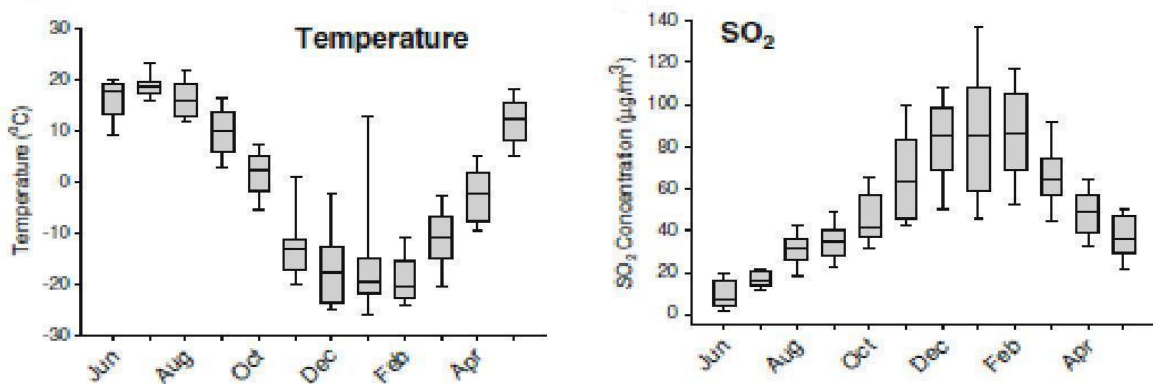 Temperature
Temperature (⁰C)
30
20
10
0
-10
-20
-30
Jun
Aug
Oct
Dec
Feb
Apr
SO₂
SO₂ Concentration (μg/m³)
140
120
100
80
60
40
20
0
Jun
Aug
Oct
Dec
Feb
Apr